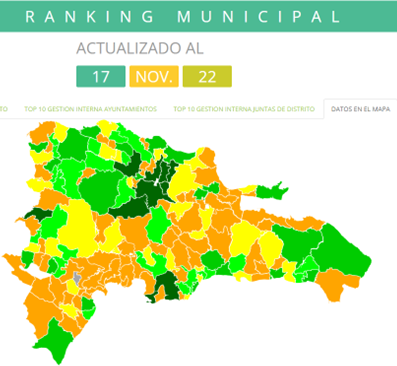 RANKING MUNICIPAL
ACTUALIZADO AL
17 NOV. 22
TO TOP 10 GESTION INTERNA AYUNTAMIENTOS TOP 10 GESTION INTERNA JUNTAS DE DISTRITO DATOS EN EL MAPA